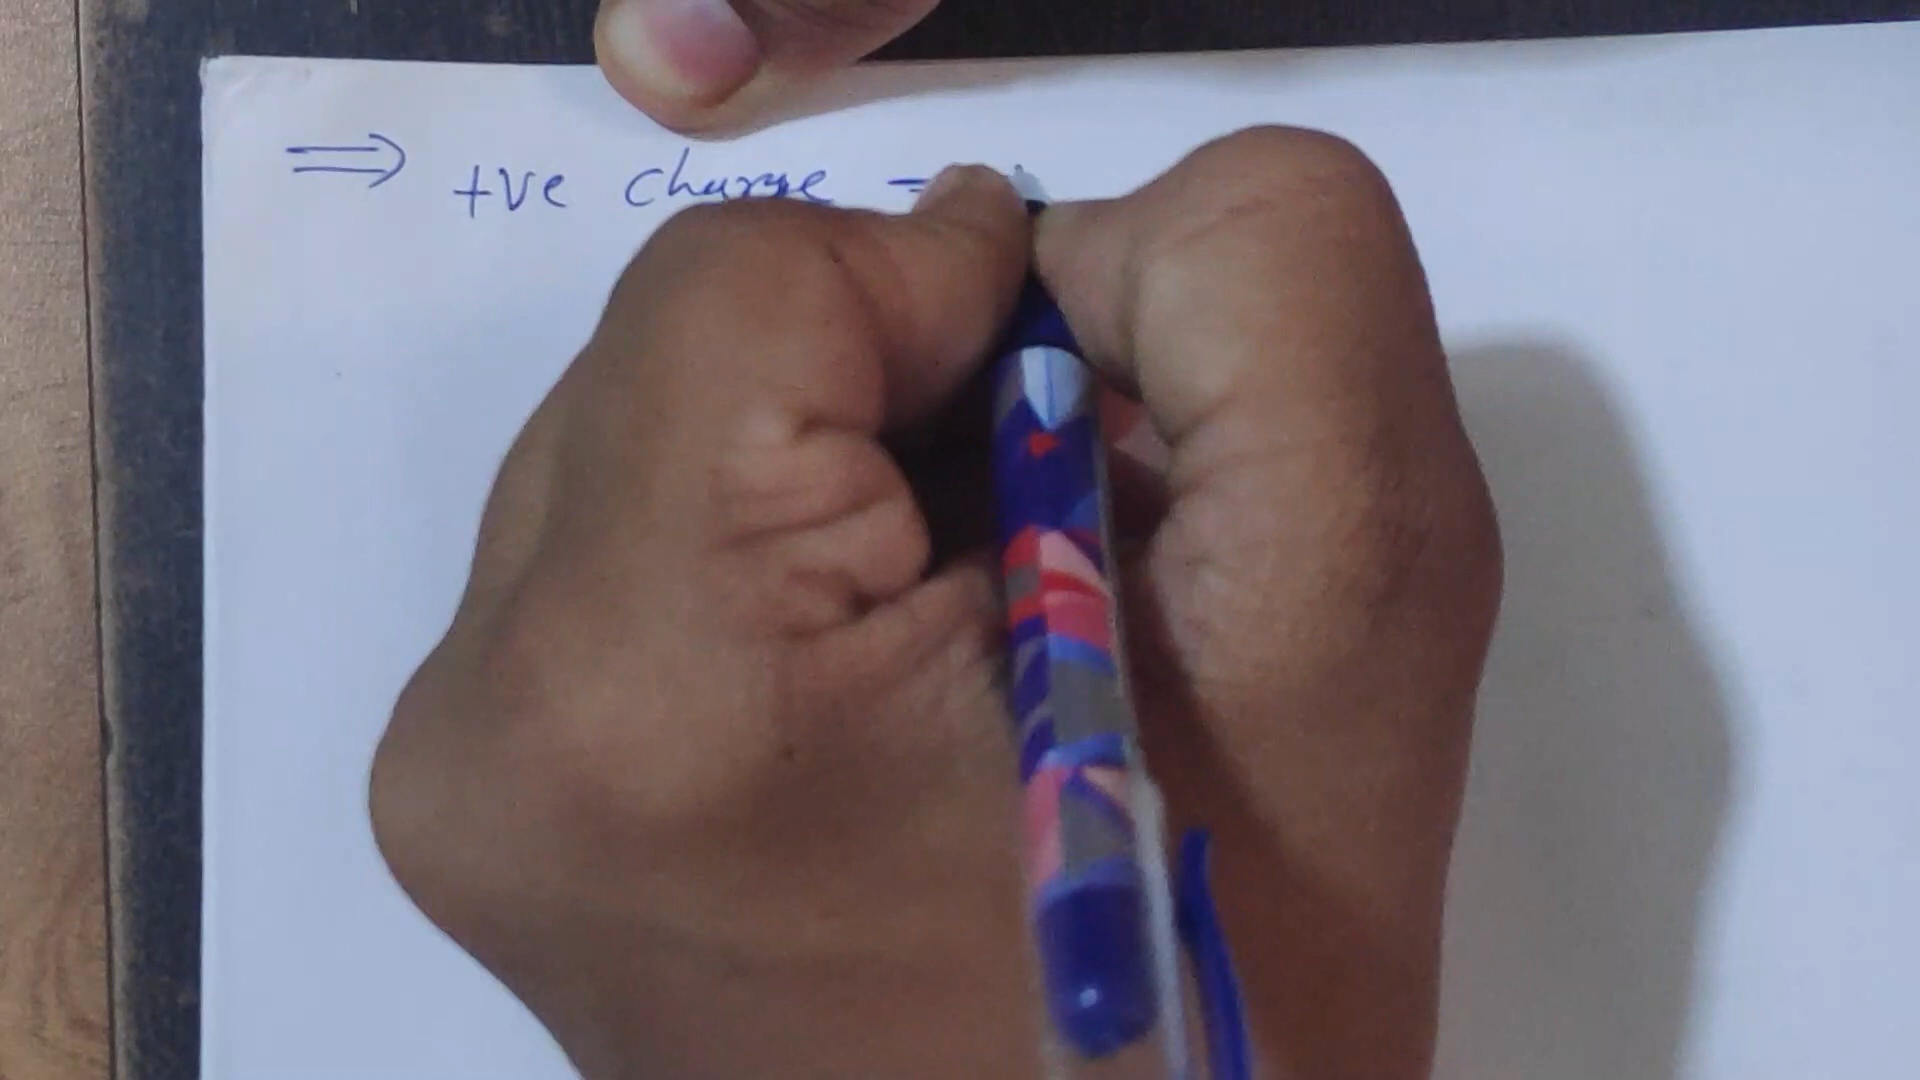 ⇒ +ve charge =